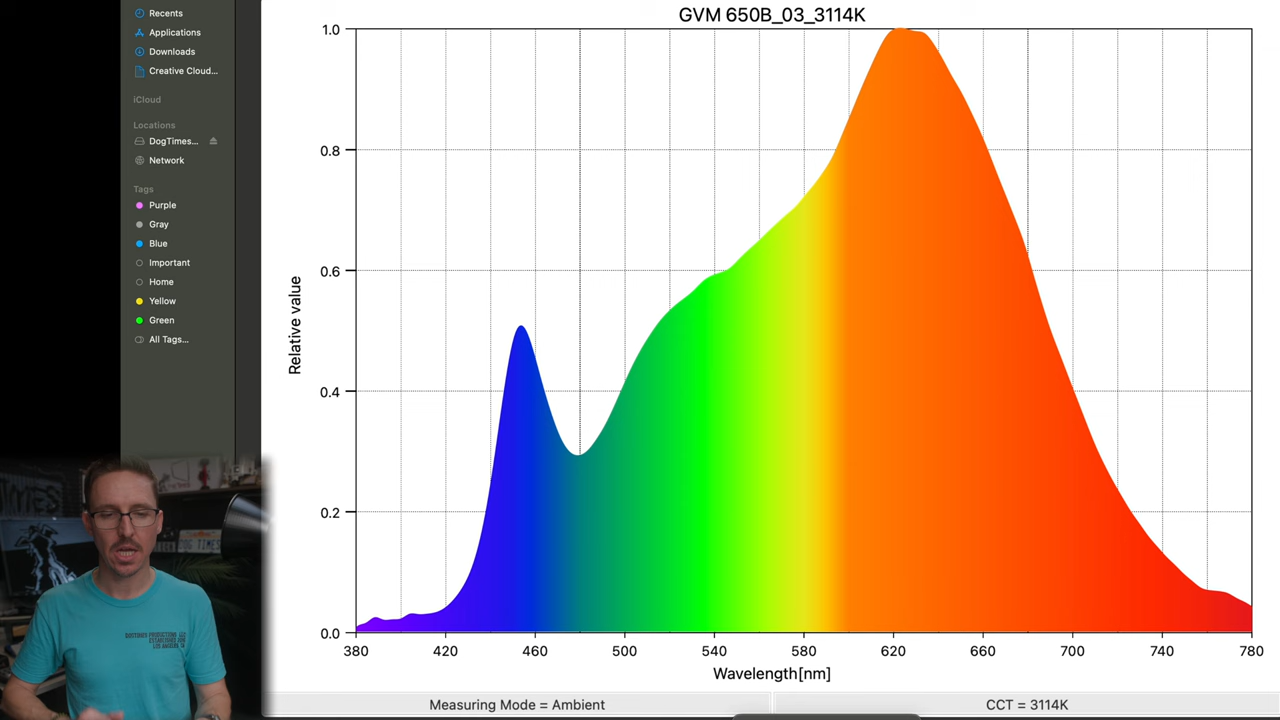 Recents
Applications
Downloads
Creative Cloud...
iCloud
Locations
DogTimes...
Network
Tags
Purple
Gray
Blue
Important
Home
Yellow
Green
All Tags...
GVM 650B_03_3114K
Relative value
1.0
0.8
0.6
0.4
0.2
0.0
380 420 460 500 540 580 620 660 700 740 780
Wavelength[nm]
Measuring Mode = Ambient
CCT = 3114K
DOG TIMES